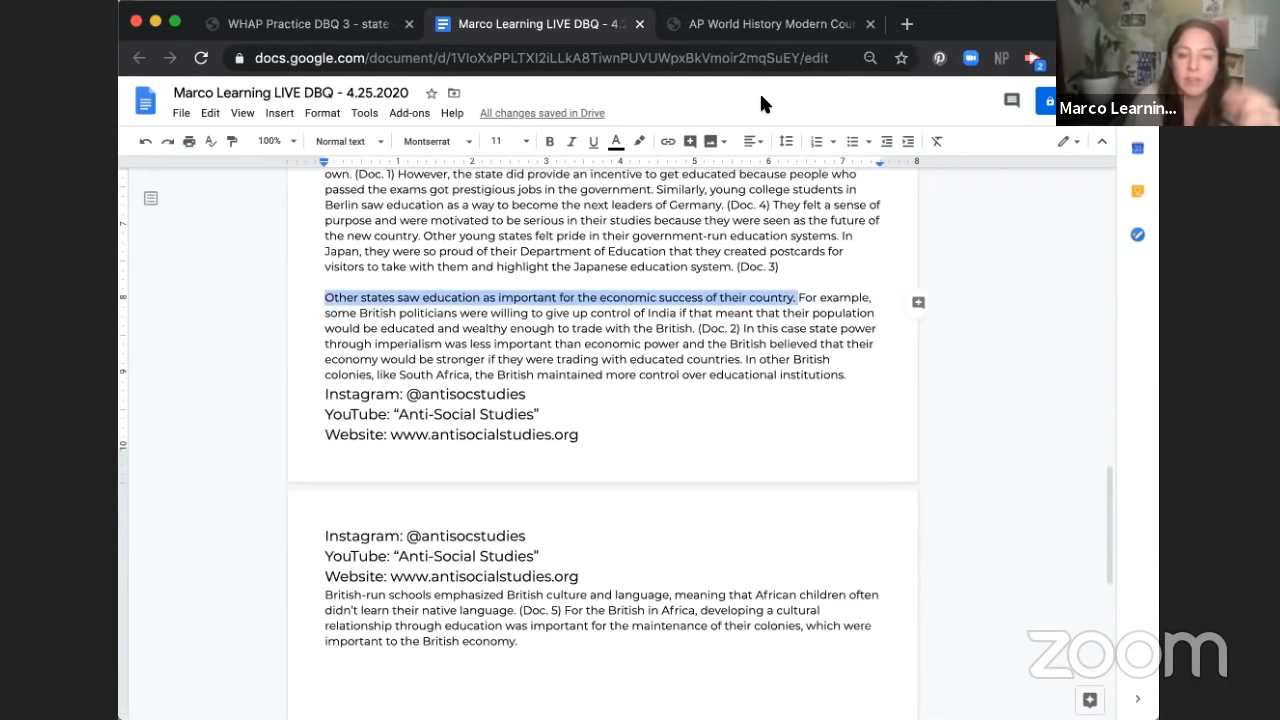 WHAP Practice DBQ 3 - state
Marco Learning LIVE DBQ - 4.
AP World History Modern Cou
docs.google.com/document/d/1VIoXxPPLTXI2iLLkA8TiwnPUVUWpxBkVmoir2mqSuEY/edit
NP
2
Marco Learnin...
Marco Learning LIVE DBQ - 4.25.2020
File Edit View Insert Format Tools Add-ons Help All changes saved in Drive
100% Normal text Montserrat 11 B I U A
1 2 3 4 5 6 7 8
own. (Doc. 1) However, the state did provide an incentive to get educated because people who
passed the exams got prestigious jobs in the government. Similarly, young college students in
Berlin saw education as a way to become the next leaders of Germany. (Doc. 4) They felt a sense of
purpose and were motivated to be serious in their studies because they were seen as the future of
the new country. Other young states felt pride in their government-run education systems. In
Japan, they were so proud of their Department of Education that they created postcards for
visitors to take with them and highlight the Japanese education system. (Doc. 3)
Other states saw education as important for the economic success of their country. For example,
some British politicians were willing to give up control of India if that meant that their population
would be educated and wealthy enough to trade with the British. (Doc. 2) In this case state power
through imperialism was less important than economic power and the British believed that their
economy would be stronger if they were trading with educated countries. In other British
colonies, like South Africa, the British maintained more control over educational institutions.
Instagram: @antisocstudies
YouTube: “Anti-Social Studies”
Website: www.antisocialstudies.org
Instagram: @antisocstudies
YouTube: “Anti-Social Studies”
Website: www.antisocialstudies.org
British-run schools emphasized British culture and language, meaning that African children often
didn’t learn their native language. (Doc. 5) For the British in Africa, developing a cultural
relationship through education was important for the maintenance of their colonies, which were
important to the British economy.
7
8
9
10
zoom